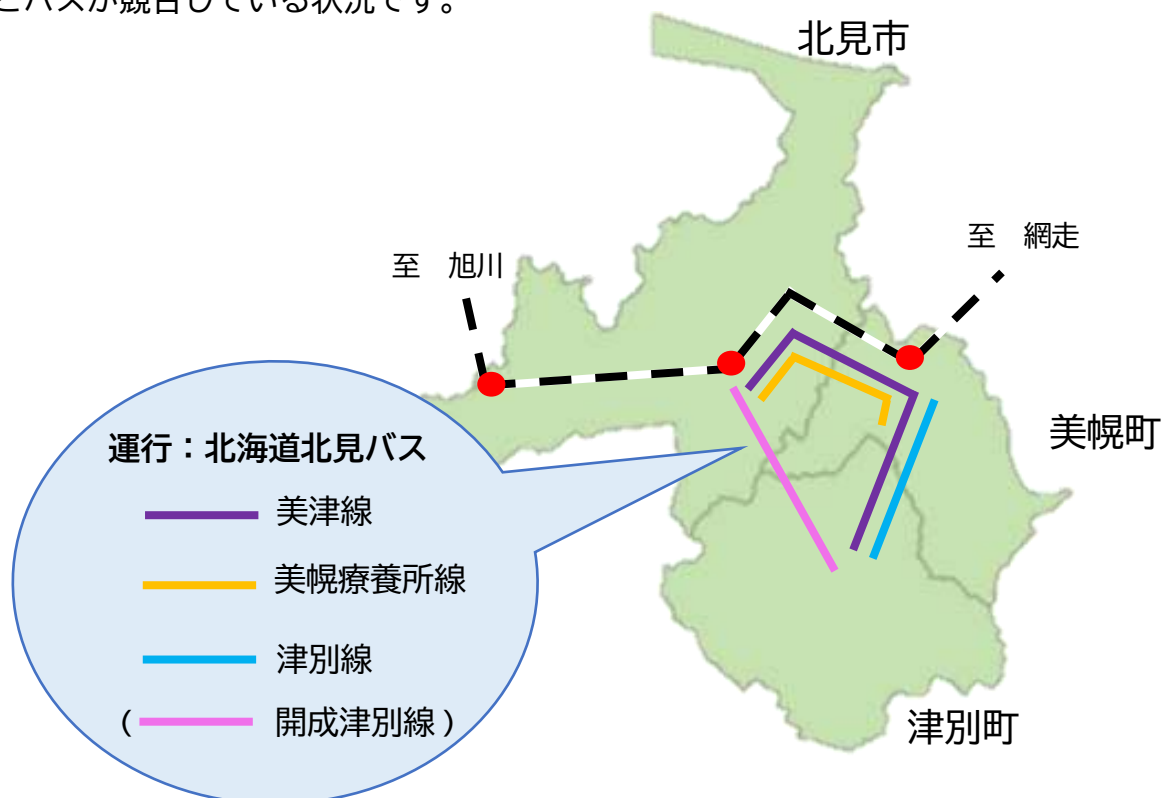 とバスが競合している状況です。
北見市
至　網走
至　旭川
美幌町
運行：北海道北見バス
美津線
美幌療養所線
津別線
（　開成津別線）
津別町